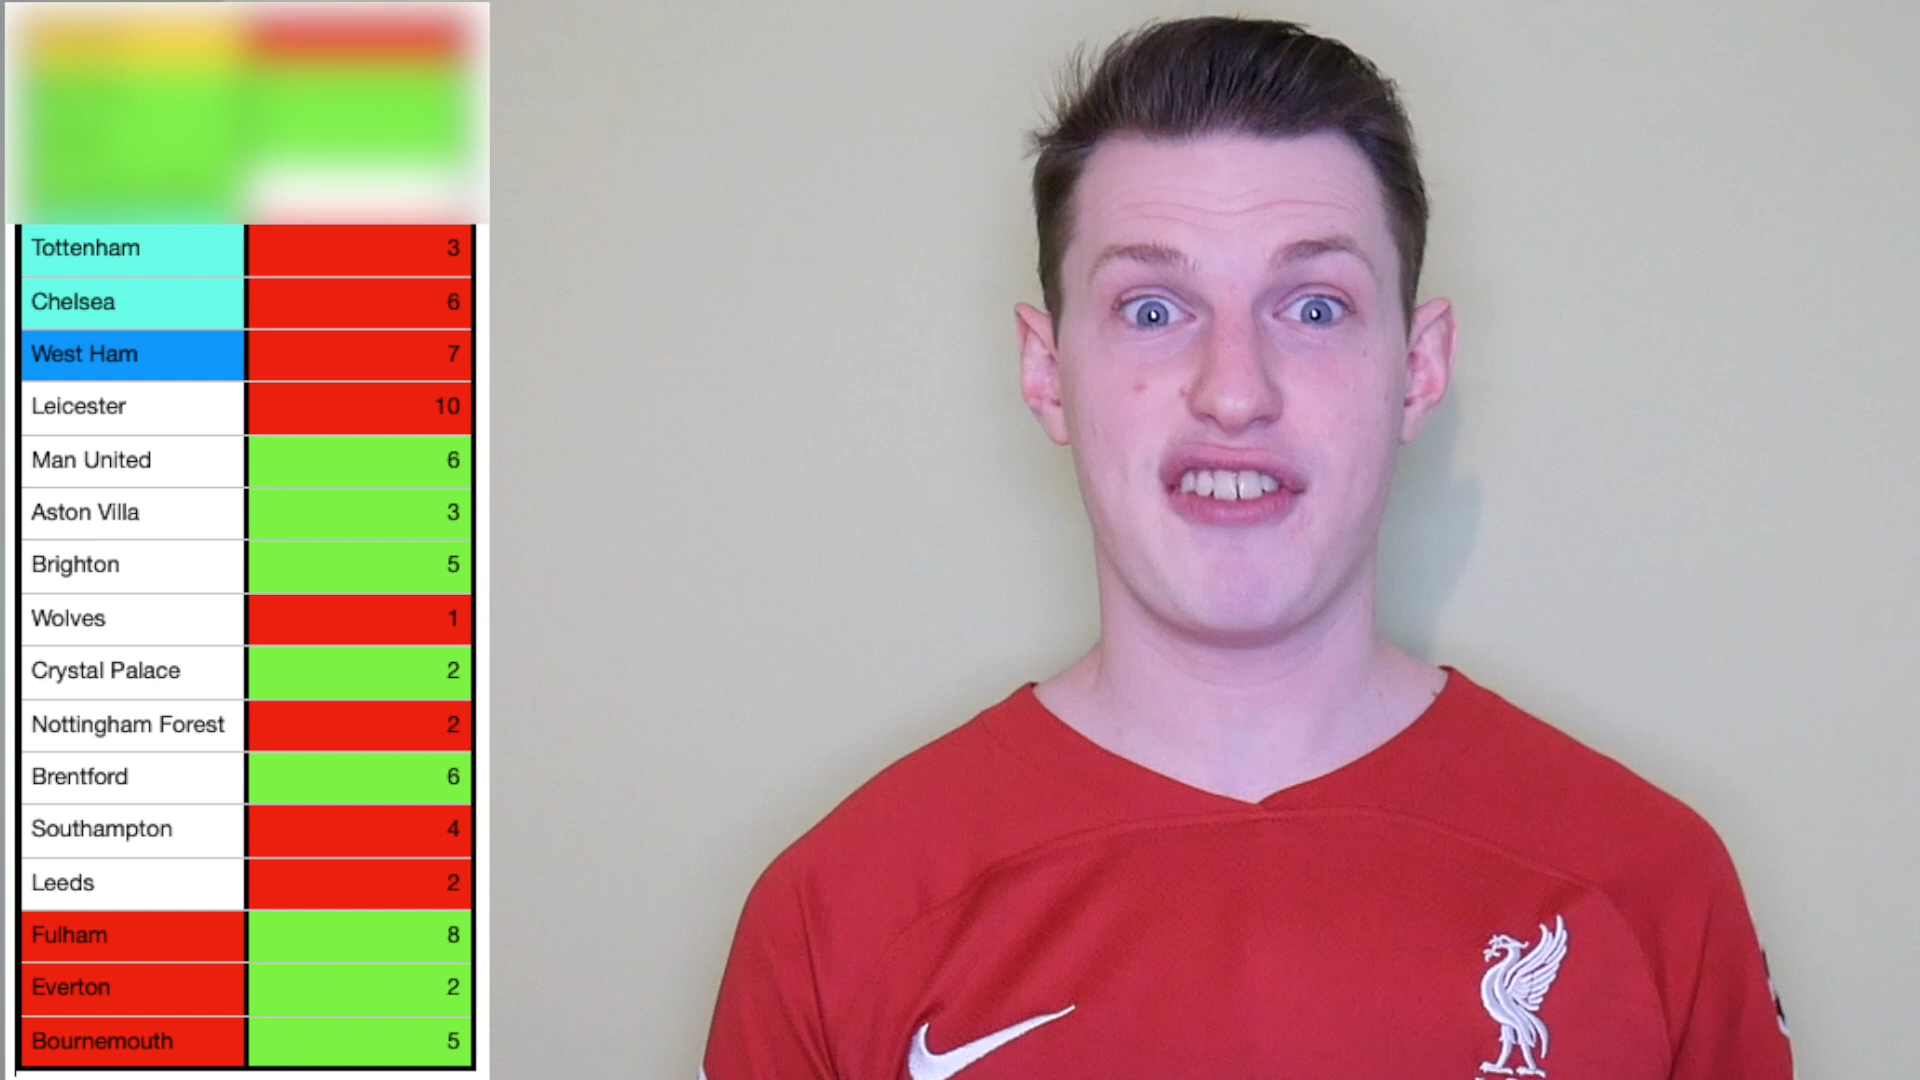 Tottenham 3
Chelsea 6
West Ham 7
Leicester 10
Man United 6
Aston Villa 3
Brighton 5
Wolves 1
Crystal Palace 2
Nottingham Forest 2
Brentford 6
Southampton 4
Leeds 2
Fulham 8
Everton 2
Bournemouth 5